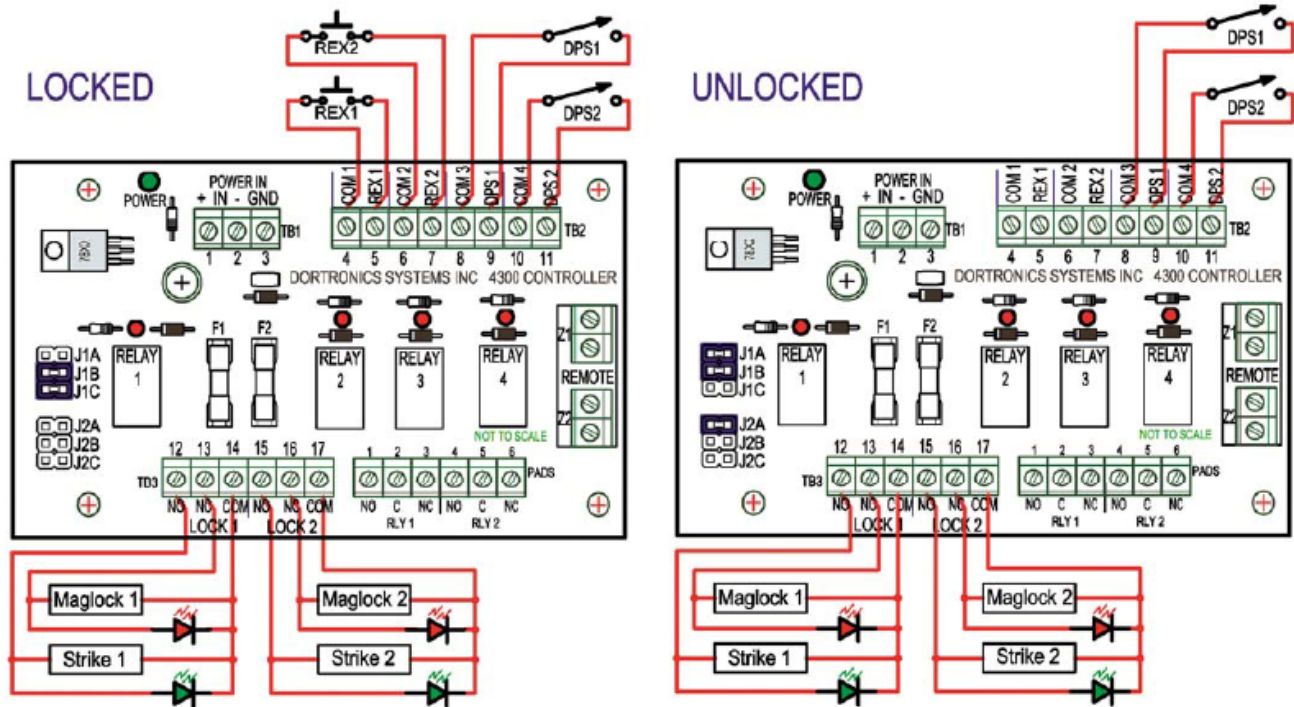 LOCKED
REX2
REX1
DPS1
DPS2
COM 1 REX 1 COM 2 REX 2 COM 3 DPS 1 COM 4 DPS 2
POWER
POWER IN
+ IN - GND
TB1
TB2
1 2 3
4 5 6 7 8 9 10 11
DORTRONICS SYSTEMS INC 4300 CONTROLLER
F1 F2
Z1
J1A
J1B
J1C
RELAY 1
RELAY 2
RELAY 3
RELAY 4
REMOTE
Z2
J2A
J2B
J2C
NOT TO SCALE
12 13 14 15 16 17
1 2 3 4 5 6
TB3
PADS
NO NC COM NO NC COM
NO C NC NO C NC
LOCK 1 LOCK 2
RLY 1 RLY 2
Maglock 1
Maglock 2
Strike 1
Strike 2
UNLOCKED
DPS1
DPS2
COM 1 REX 1 COM 2 REX 2 COM 3 DPS 1 COM 4 DPS 2
POWER
POWER IN
+ IN - GND
TB1
TB2
1 2 3
4 5 6 7 8 9 10 11
DORTRONICS SYSTEMS INC 4300 CONTROLLER
F1 F2
Z1
J1A
J1B
J1C
RELAY 1
RELAY 2
RELAY 3
RELAY 4
REMOTE
Z2
J2A
J2B
J2C
NOT TO SCALE
12 13 14 15 16 17
1 2 3 4 5 6
TB3
PADS
NO NC COM NO NC COM
NO C NC NO C NC
LOCK 1 LOCK 2
RLY 1 RLY 2
Maglock 1
Maglock 2
Strike 1
Strike 2